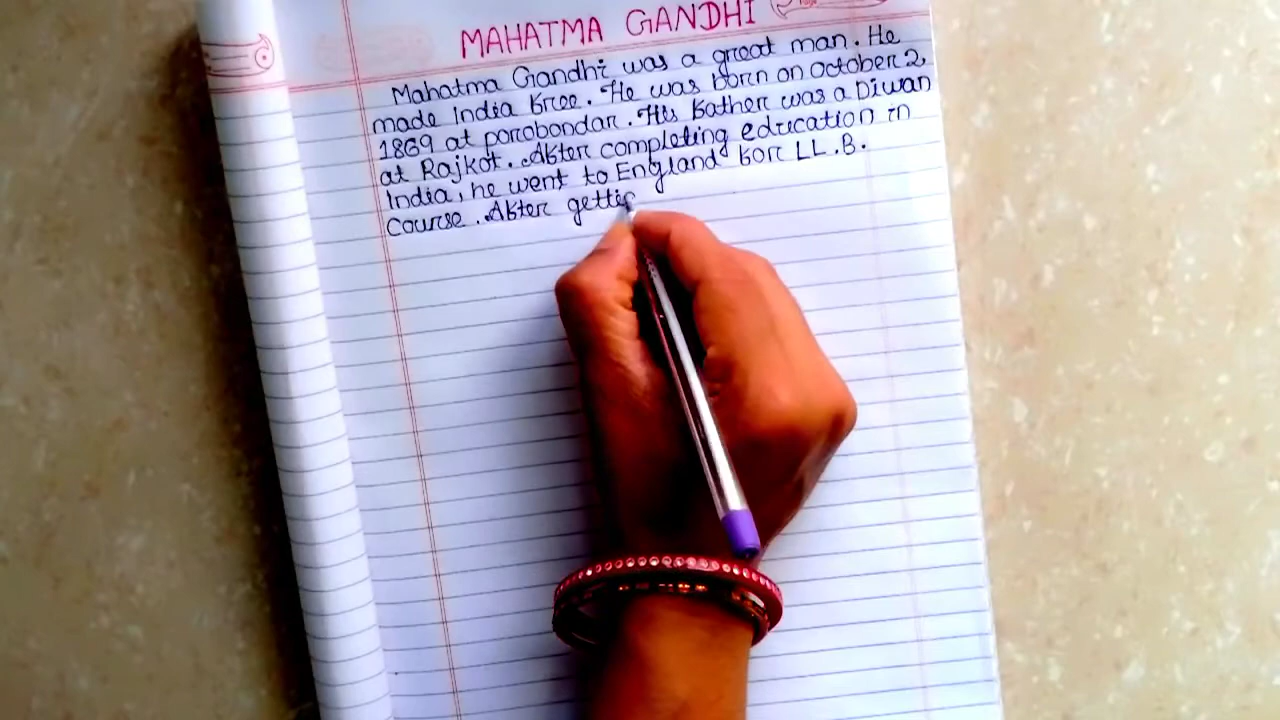 MAHATMA GANDHI
Mahatma Gandhi was a great man. He
made India free. He was born on october 2,
1869 at porobondar. His father was a Diwan
at Rajkot. After completing education in
India, he went to England for LL.B.
Course. After gettin